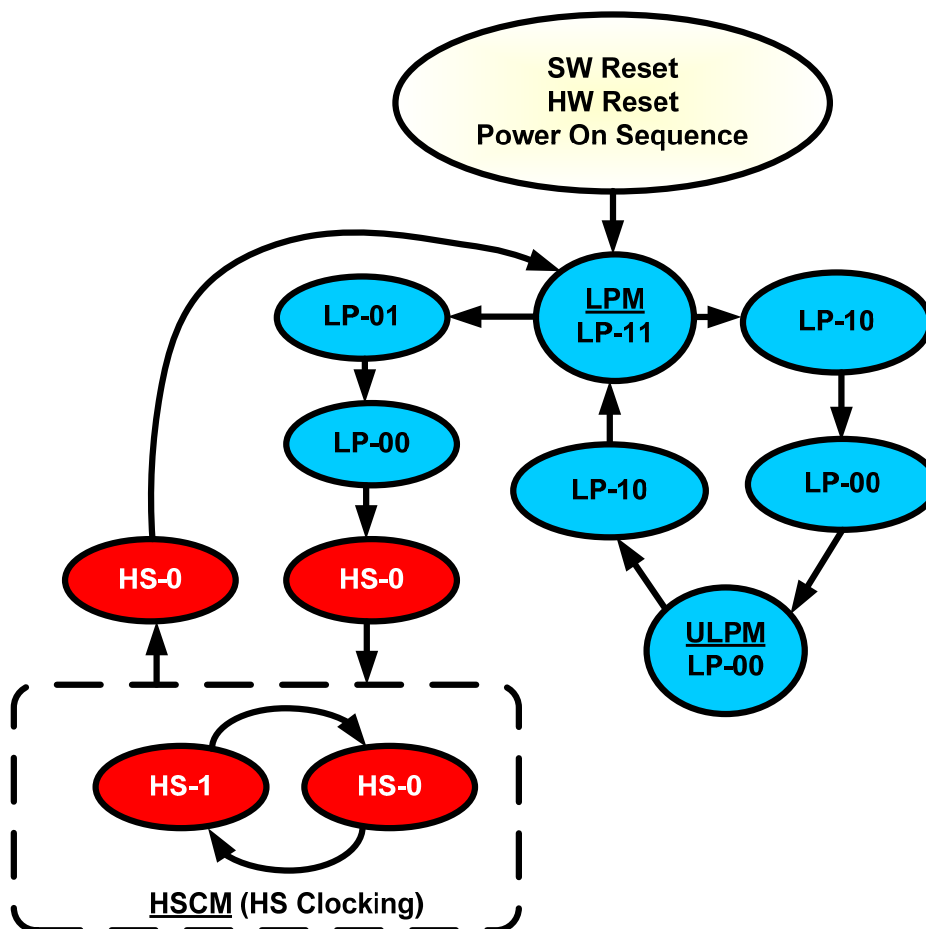 SW Reset
HW Reset
Power On Sequence
LPM
LP-11
LP-01
LP-10
LP-00
LP-10
LP-00
HS-0
HS-0
ULPM
LP-00
HS-1
HS-0
HSCM (HS Clocking)